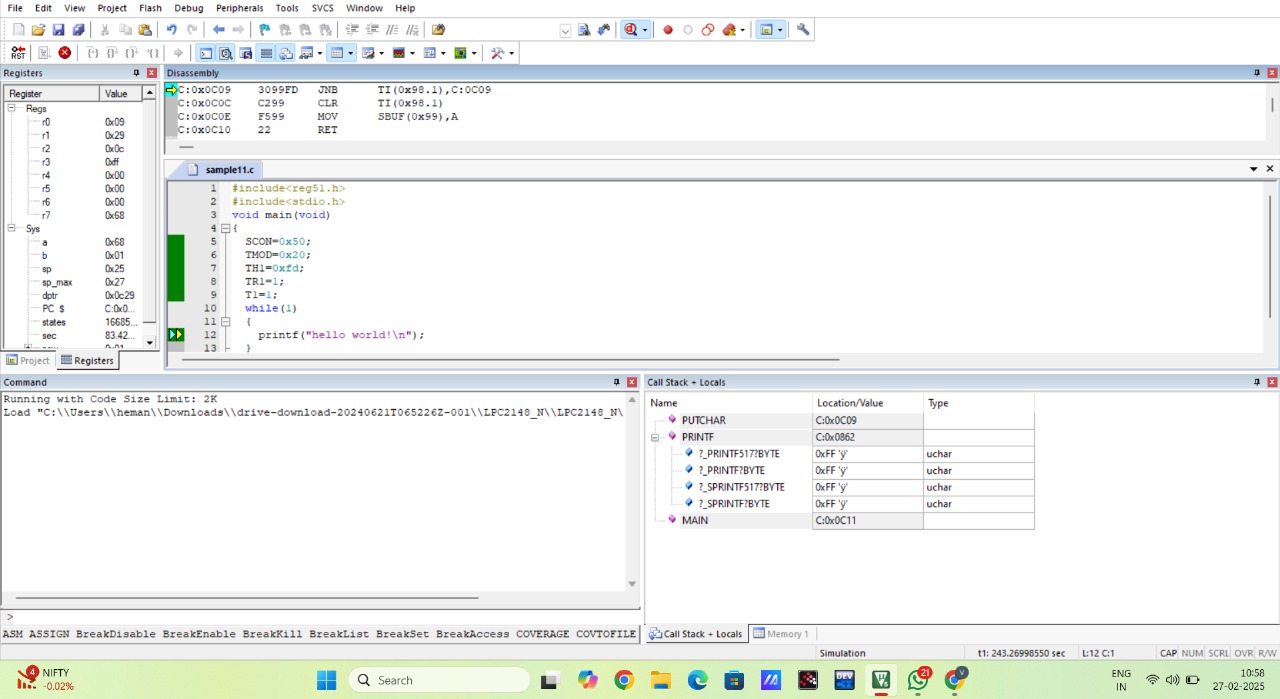 File Edit View Project Flash Debug Peripherals Tools SVCS Window Help
RST
Registers
Register Value
Regs
r0 0x09
r1 0x29
r2 0x0c
r3 0xff
r4 0x00
r5 0x00
r6 0x00
r7 0x68
Sys
a 0x68
b 0x01
sp 0x25
sp_max 0x27
dptr 0x0c29
PC $ C:0x0...
states 16685...
sec 83.42...
Project Registers
Disassembly
C:0x0C09 3099FD JNB TI(0x98.1),C:0C09
C:0x0C0C C299 CLR TI(0x98.1)
C:0x0C0E F599 MOV SBUF(0x99),A
C:0x0C10 22 RET
sample11.c
1 #include<reg51.h>
2 #include<stdio.h>
3 void main(void)
4 {
5 SCON=0x50;
6 TMOD=0x20;
7 TH1=0xfd;
8 TR1=1;
9 T1=1;
10 while(1)
11 {
12 printf("hello world!\n");
13 }
Command
Running with Code Size Limit: 2K
Load "C:\\Users\\heman\\Downloads\\drive-download-20240621T065226Z-001\\LPC2148_N\\LPC2148_N\
>
ASM ASSIGN BreakDisable BreakEnable BreakKill BreakList BreakSet BreakAccess COVERAGE COVTOFILE
Call Stack + Locals
Name Location/Value Type
PUTCHAR C:0x0C09
PRINTF C:0x0862
?_PRINTF517?BYTE 0xFF 'ÿ' uchar
?_PRINTF?BYTE 0xFF 'ÿ' uchar
?_SPRINTF517?BYTE 0xFF 'ÿ' uchar
?_SPRINTF?BYTE 0xFF 'ÿ' uchar
MAIN C:0x0C11
Call Stack + Locals Memory 1
Simulation t1: 243.26998550 sec L:12 C:1 CAP NUM SCRL OVR R/W
4 NIFTY
-0.02%
Search
DEV
21
V
ENG
IN
10:58
27-02-2025